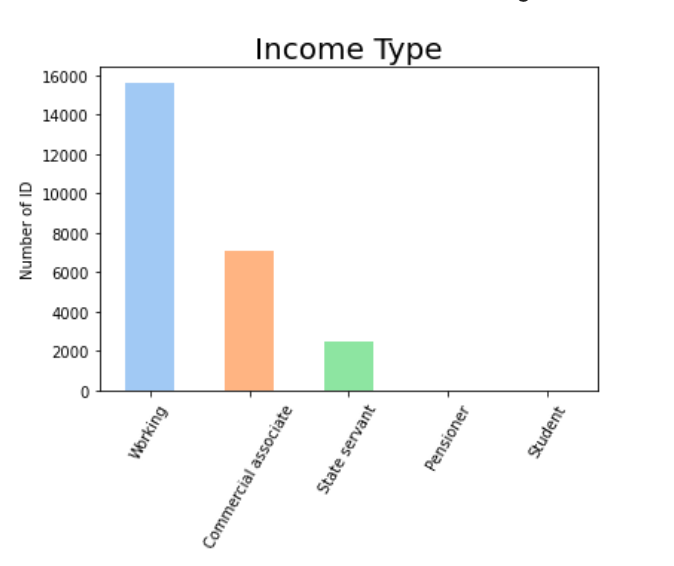 Income Type
Number of ID
16000
14000
12000
10000
8000
6000
4000
2000
0
Working
Commercial associate
State servant
Pensioner
Student